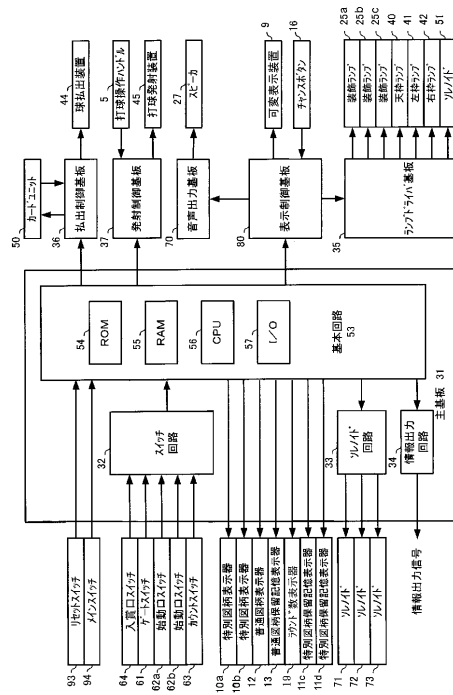 93 リセットスイッチ
94 メインスイッチ
64 入賞口スイッチ
61 ゲートスイッチ
62a 始動口スイッチ
62b 始動口スイッチ
63 カウントスイッチ
10a 特別図柄表示器
10b 特別図柄表示器
12 普通図柄表示器
13 普通図柄保留記憶表示器
19 ラウンド数表示器
11c 特別図柄保留記憶表示器
11d 特別図柄保留記憶表示器
71 ソレノイド
72 ソレノイド
73 ソレノイド
情報出力信号
32
スイッチ
回路
33
ソレノイド
回路
34
情報出力
回路
主基板 31
54 ROM
55 RAM
56 CPU
57 I/O
基本回路
53
50 カードユニット
36 払出制御基板
37 発射制御基板
70 音声出力基板
80 表示制御基板
35 ランプドライバ基板
44 球払出装置
5 打球操作ハンドル
45 打球発射装置
27 スピーカ
9 可変表示装置
16 チャンスボタン
25a 装飾ランプ
25b 装飾ランプ
25c 装飾ランプ
40 天枠ランプ
41 左枠ランプ
42 右枠ランプ
51 ソレノイド